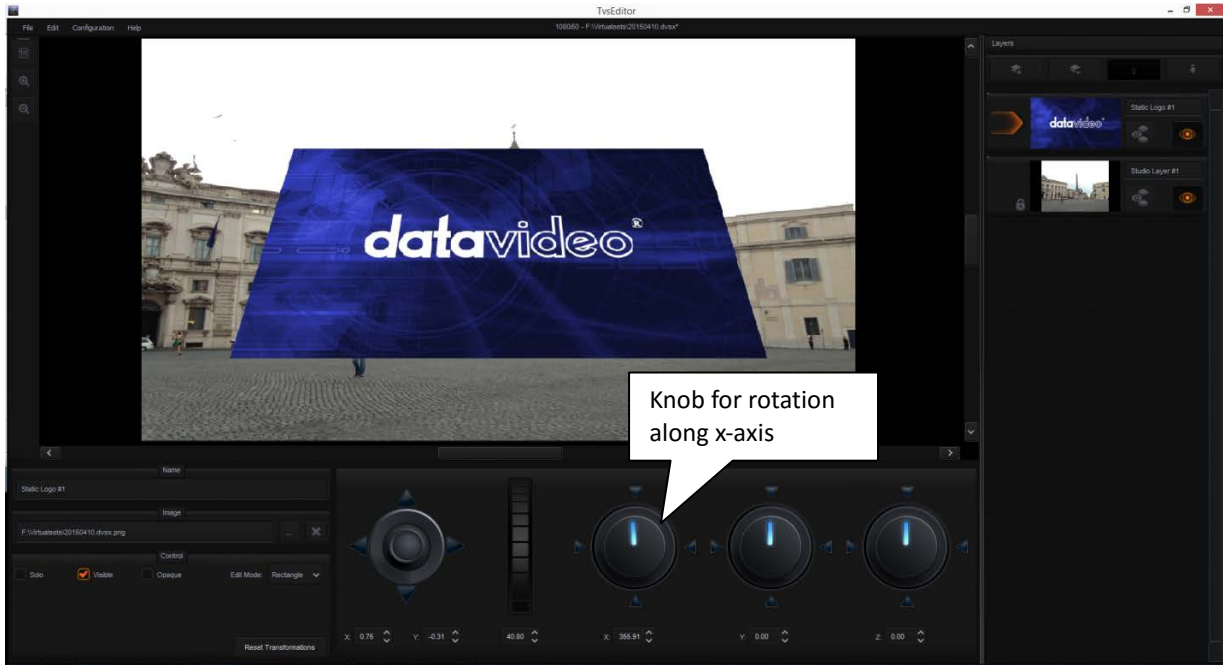 TvsEditor
File Edit Configuration Help
1080i50 - F:\Virtualsets\20150410.dvsx*
Layers
Static Logo #1
datavideo®
Studio Layer #1
datavideo®
Knob for rotation
along x-axis
Name
Static Logo #1
Image
F:\Virtualsets\20150410.dvsx.png
...
Control
Solo Visible Opaque Edit Mode: Rectangle
X: 0.76 Y: -0.31 40.80 X: 356.91 Y: 0.00 Z: 0.00
Reset Transformations